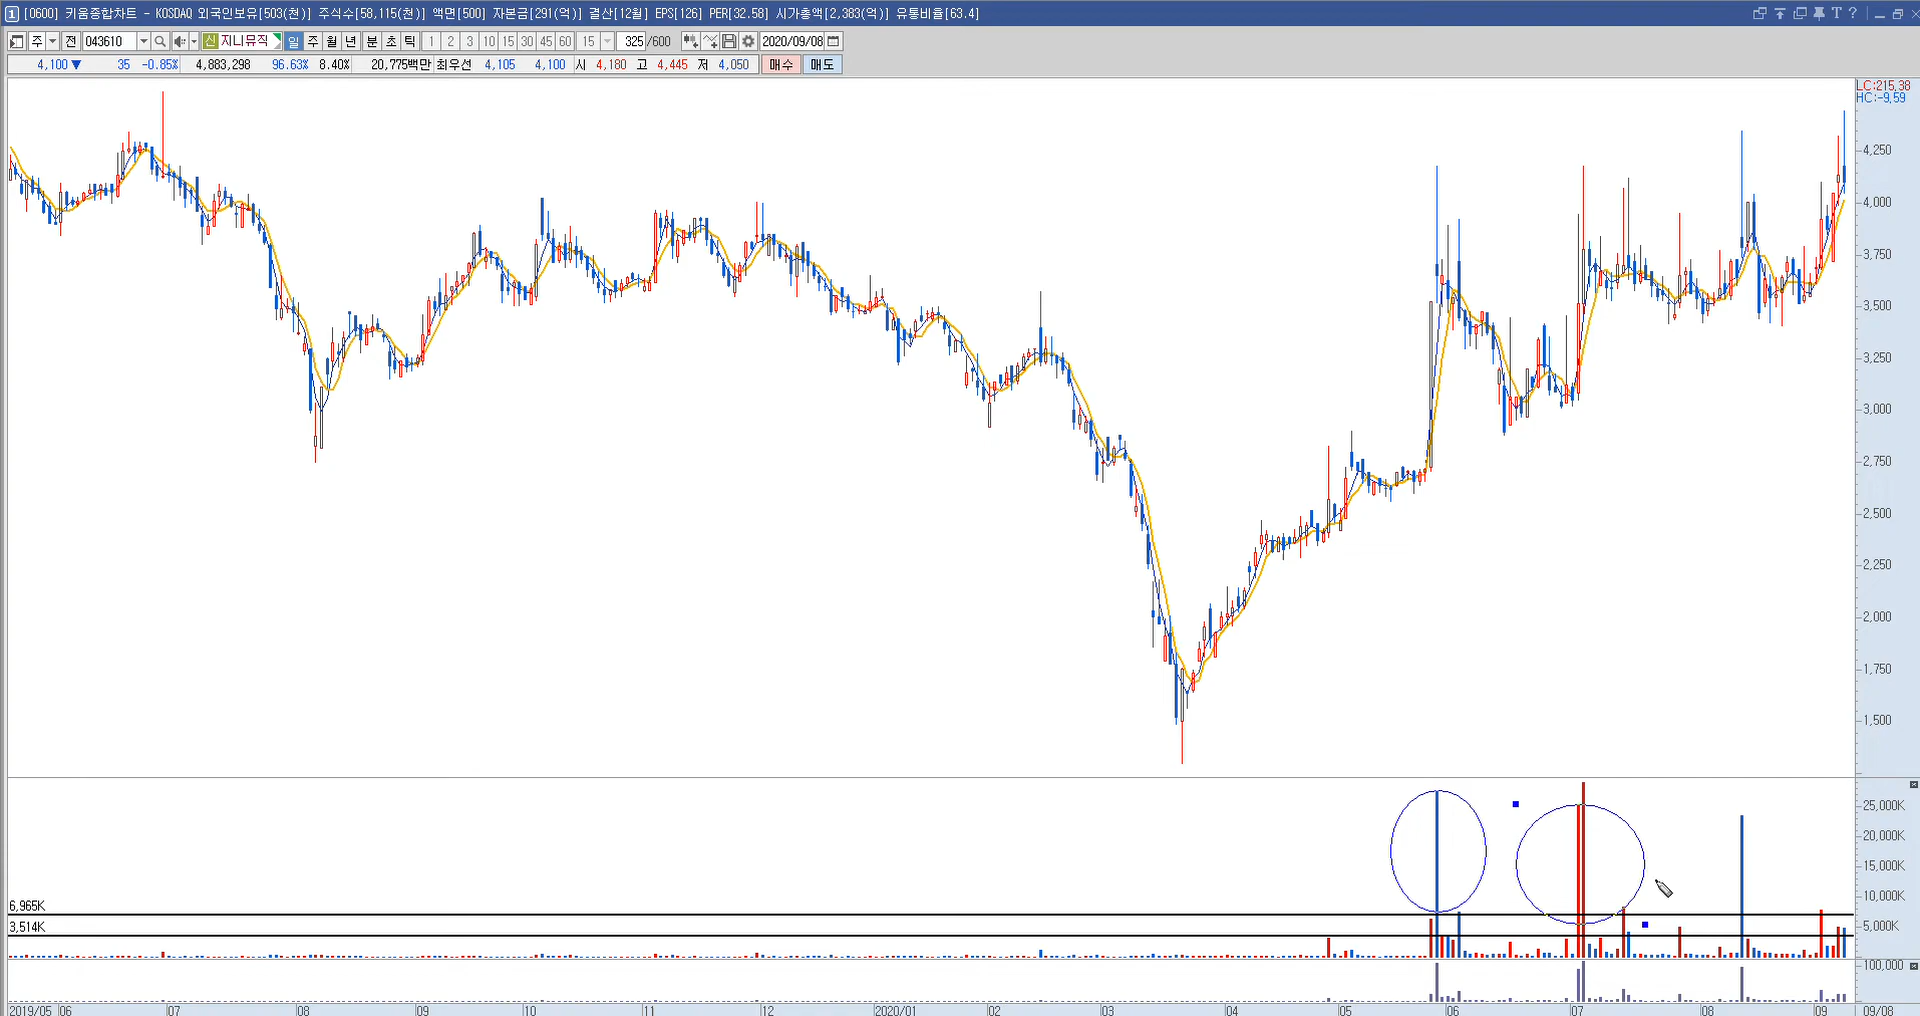 1 [0600] 키움종합차트 - KOSDAQ 외국인보유[503(천)] 주식수[58,115(천)] 액면[500] 자본금[291(억)] 결산[12월] EPS[126] PER[32.58] 시가총액[2,383(억)] 유통비율[63.4]
주 전 043610 신 지니뮤직 일 주 월 년 분 초 틱 1 2 3 10 15 30 45 60 15 325 /600 2020/09/08
4,100 ▼ 35 -0.85% 4,883,298 96.63% 8.40% 20,775백만 최우선 4,105 4,100 시 4,180 고 4,445 저 4,050 매수 매도
LC:215.38
HC:-9.59
4,250
4,000
3,750
3,500
3,250
3,000
2,750
2,500
2,250
2,000
1,750
1,500
25,000K
20,000K
15,000K
10,000K
6,965K
5,000K
3,514K
100,000
2019/05 06 07 08 09 10 11 12 2020/01 02 03 04 05 06 07 08 09 09/08